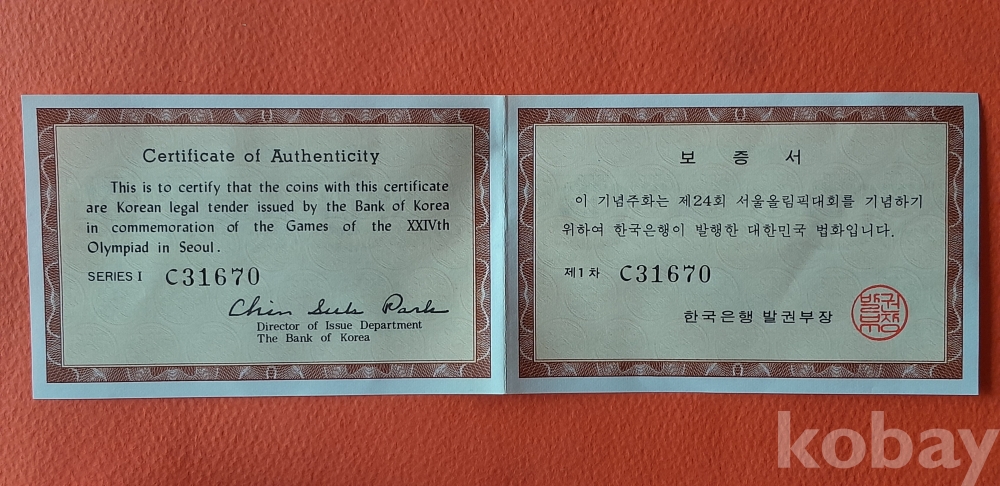 Certificate of Authenticity
This is to certify that the coins with this certificate
are Korean legal tender issued by the Bank of Korea
in commemoration of the Games of the XXIVth
Olympiad in Seoul.
SERIES I C31670
Chin Suk Park
Director of Issue Department
The Bank of Korea
보 증 서
이 기념주화는 제24회 서울올림픽대회를 기념하기
위하여 한국은행이 발행한 대한민국 법화입니다.
제1차 C31670
한국은행 발권부장
발권
부장
kobay